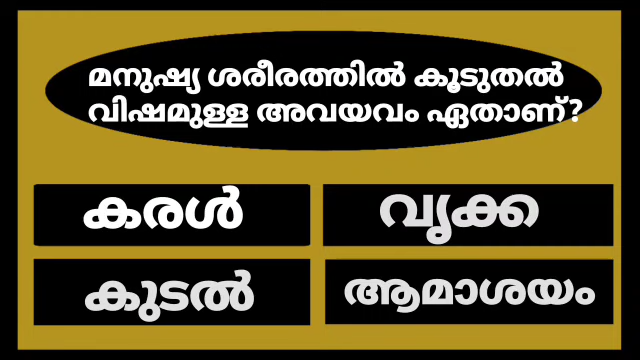 മനുഷ്യ ശരീരത്തിൽ കൂടുതൽ
വിഷമുള്ള അവയവം ഏതാണ്?
കരൾ
വൃക്ക
കുടൽ
ആമാശയം